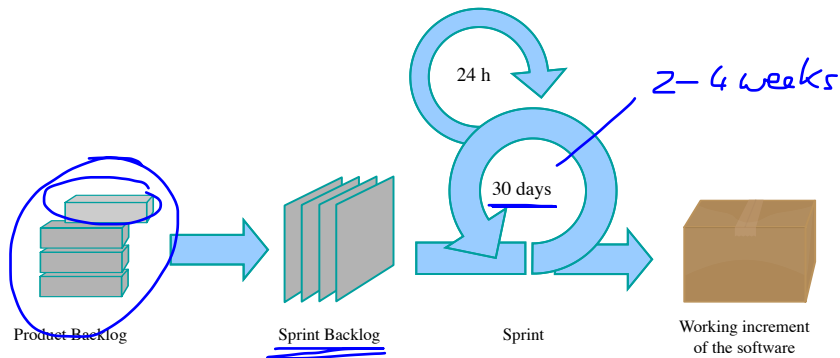 24 h
2-4 weeks
30 days
Product Backlog
Sprint Backlog
Sprint
Working increment
of the software